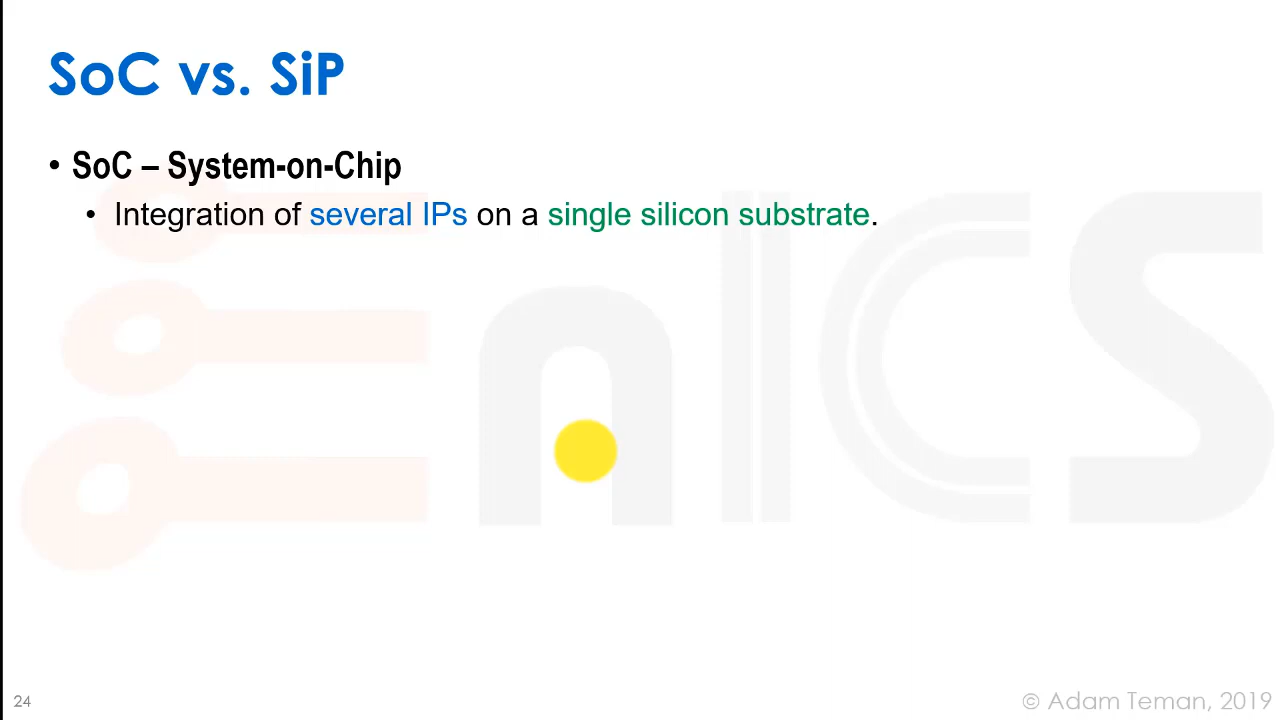 SoC vs. SiP
• SoC – System-on-Chip
• Integration of several IPs on a single silicon substrate.
EnICS
24
© Adam Teman, 2019